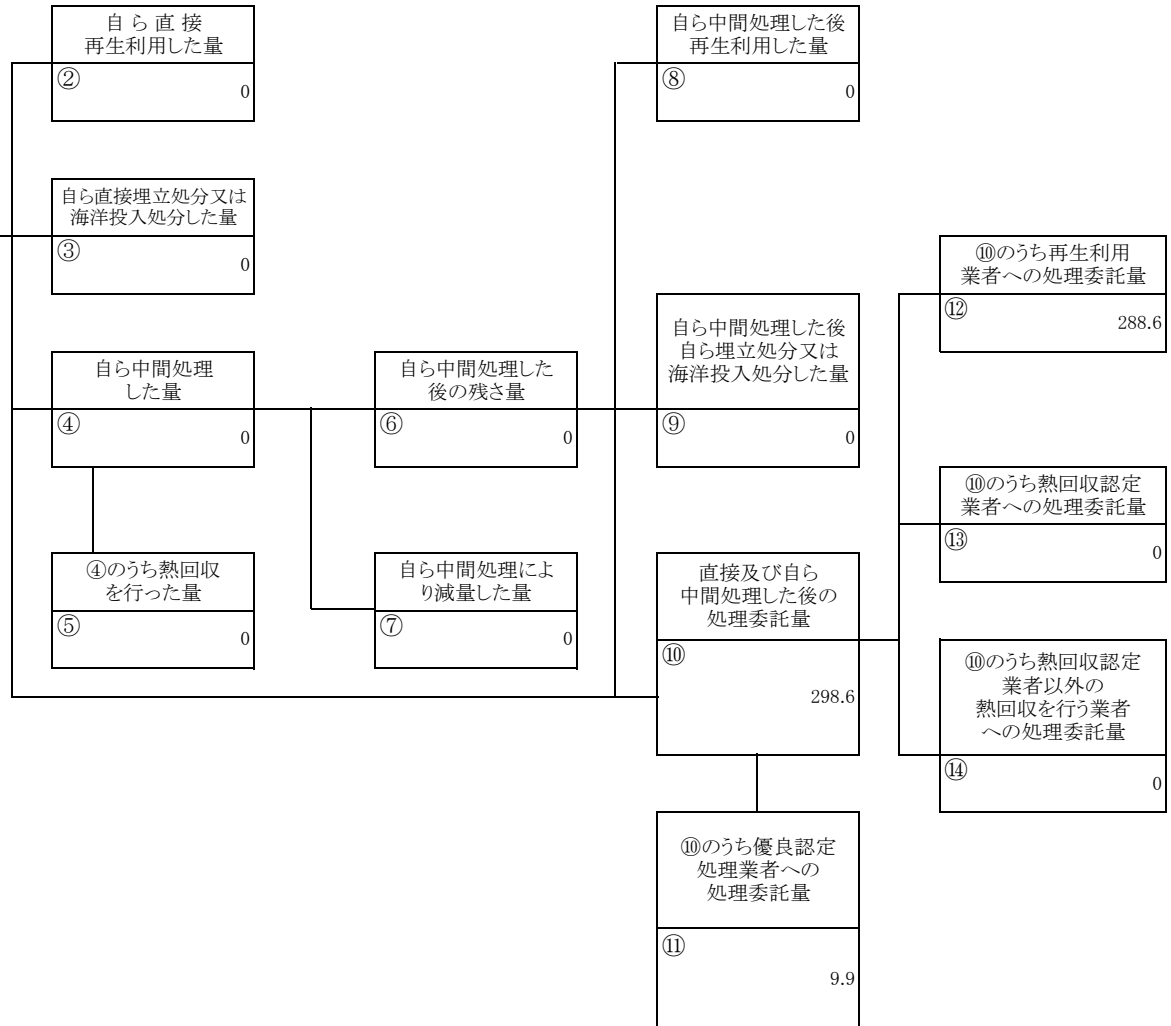 自 ら 直 接
再生利用した量
②
0
自ら直接埋立処分又は
海洋投入処分した量
③
0
自ら中間処理
した量
④
0
④のうち熱回収
を行った量
⑤
0
自ら中間処理した
後の残さ量
⑥
0
自ら中間処理によ
り減量した量
⑦
0
自ら中間処理した後
再生利用した量
⑧
0
自ら中間処理した後
自ら埋立処分又は
海洋投入処分した量
⑨
0
直接及び自ら
中間処理した後の
処理委託量
⑩
298.6
⑩のうち優良認定
処理業者への
処理委託量
⑪
9.9
⑩のうち再生利用
業者への処理委託量
⑫
288.6
⑩のうち熱回収認定
業者への処理委託量
⑬
0
⑩のうち熱回収認定
業者以外の
熱回収を行う業者
への処理委託量
⑭
0